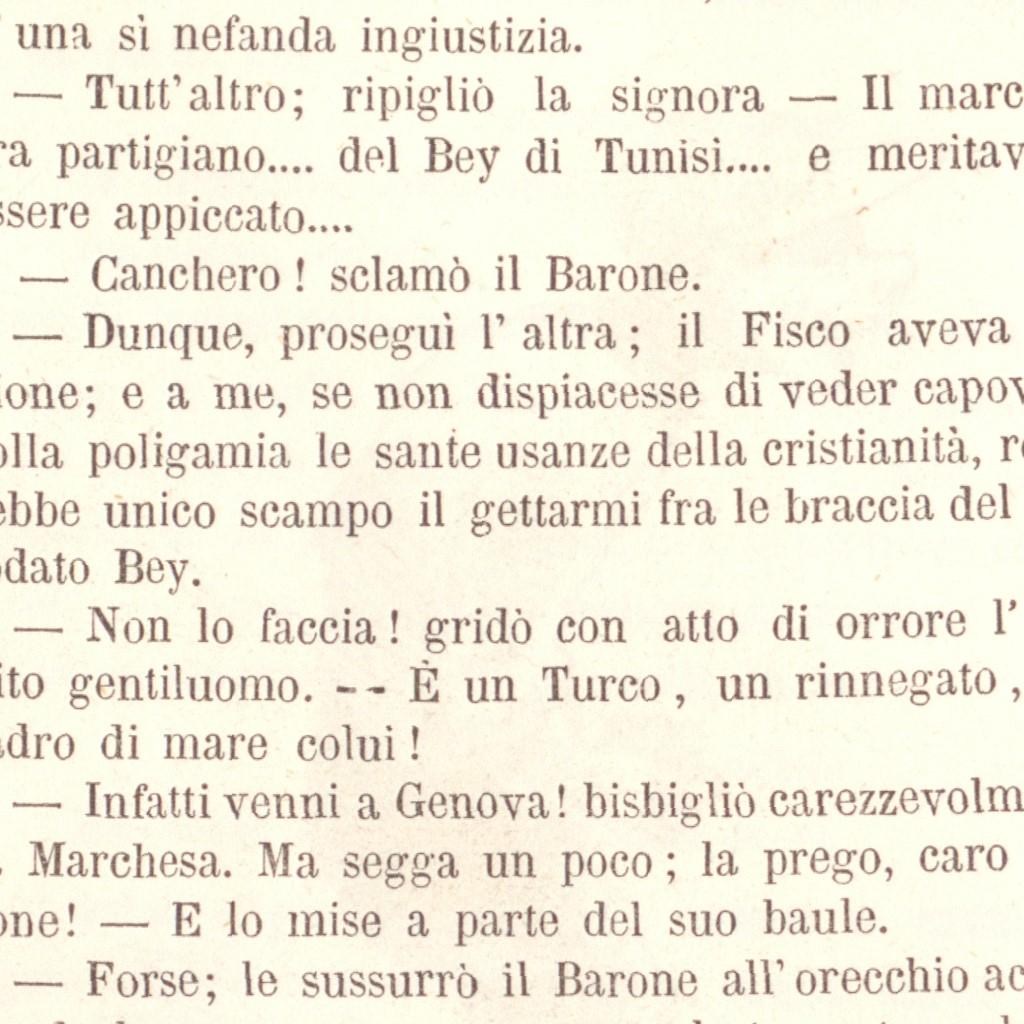 una sì nefanda ingiustizia.
— Tutt'altro; ripigliò la signora — Il marc
ra partigiano.... del Bey di Tunisi.... e meritav
ssere appiccato....
— Canchero! sclamò il Barone.
— Dunque, proseguì l'altra; il Fisco aveva
ione; e a me, se non dispiacesse di veder capov
olla poligamia le sante usanze della cristianità, re
ebbe unico scampo il gettarmi fra le braccia del
odato Bey.
— Non lo faccia! gridò con atto di orrore l'
ito gentiluomo. -- È un Turco, un rinnegato,
adro di mare colui!
— Infatti venni a Genova! bisbigliò carezzevolm
. Marchesa. Ma segga un poco; la prego, caro
one! — E lo mise a parte del suo baule.
— Forse; le sussurrò il Barone all'orecchio ac